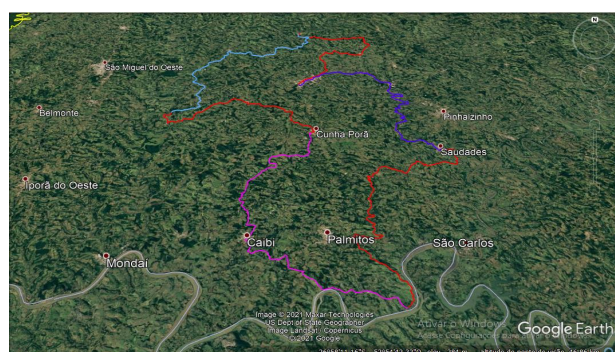 N
São Miguel do Oeste
Belmonte
Pinhalzinho
Cunha Porã
Saudades
Iporã do Oeste
Caibi
Palmitos
São Carlos
Mondaí
Image © 2021 Maxar Technologies
US Dept of State Geographer
Image Landsat / Copernicus
© 2021 Google
Ativar o Windows
Google Earth